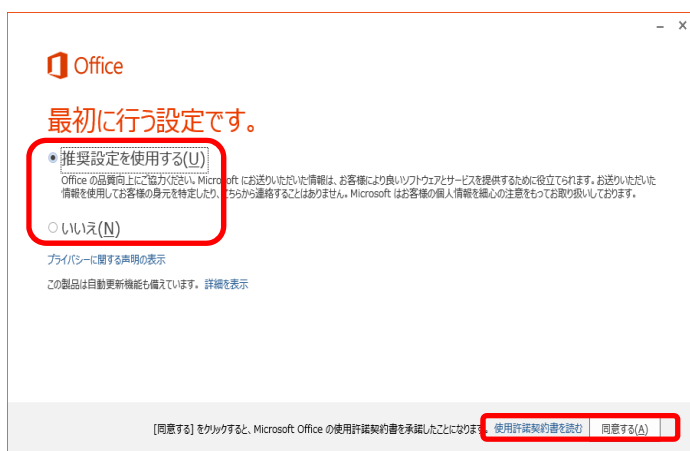 Office
最初に行う設定です。
推奨設定を使用する(U)
Office の品質向上にご協力ください。Microsoft にお送りいただいた情報は、お客様により良いソフトウェアとサービスを提供するために役立てられます。お送りいただいた
情報を使用してお客様の身元を特定したり、こちらから連絡することはありません。Microsoft はお客様の個人情報を細心の注意をもってお取り扱いしております。
いいえ(N)
プライバシーに関する声明の表示
この製品は自動更新機能も備えています。 詳細を表示
[同意する] をクリックすると、Microsoft Office の使用許諾契約書を承諾したことになります。 使用許諾契約書を読む 同意する(A)